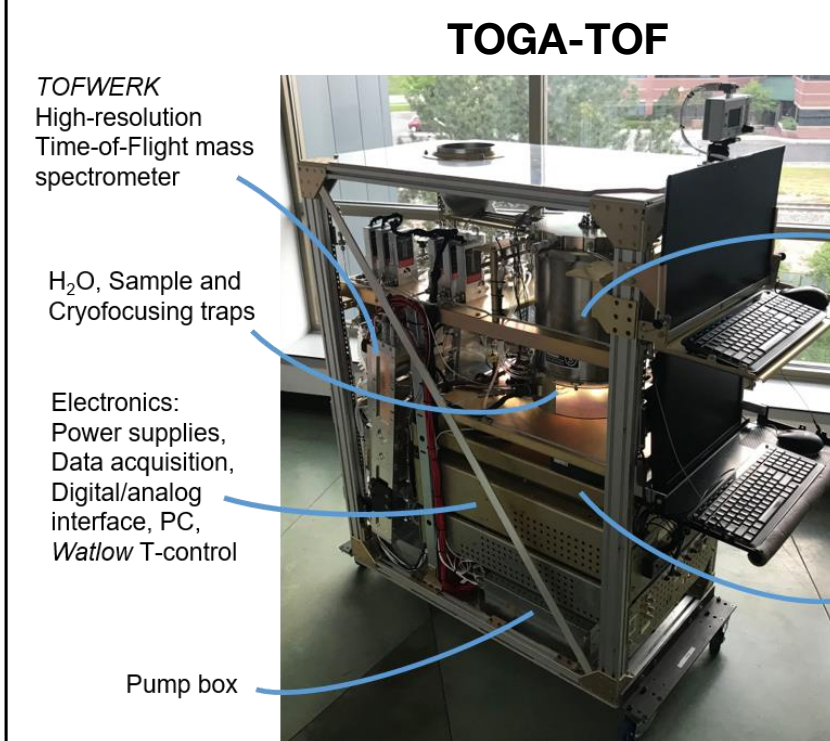 TOGA-TOF
TOFWERK
High-resolution
Time-of-Flight mass
spectrometer
H₂O, Sample and
Cryofocusing traps
Electronics:
Power supplies,
Data acquisition,
Digital/analog
interface, PC,
Watlow T-control
Pump box